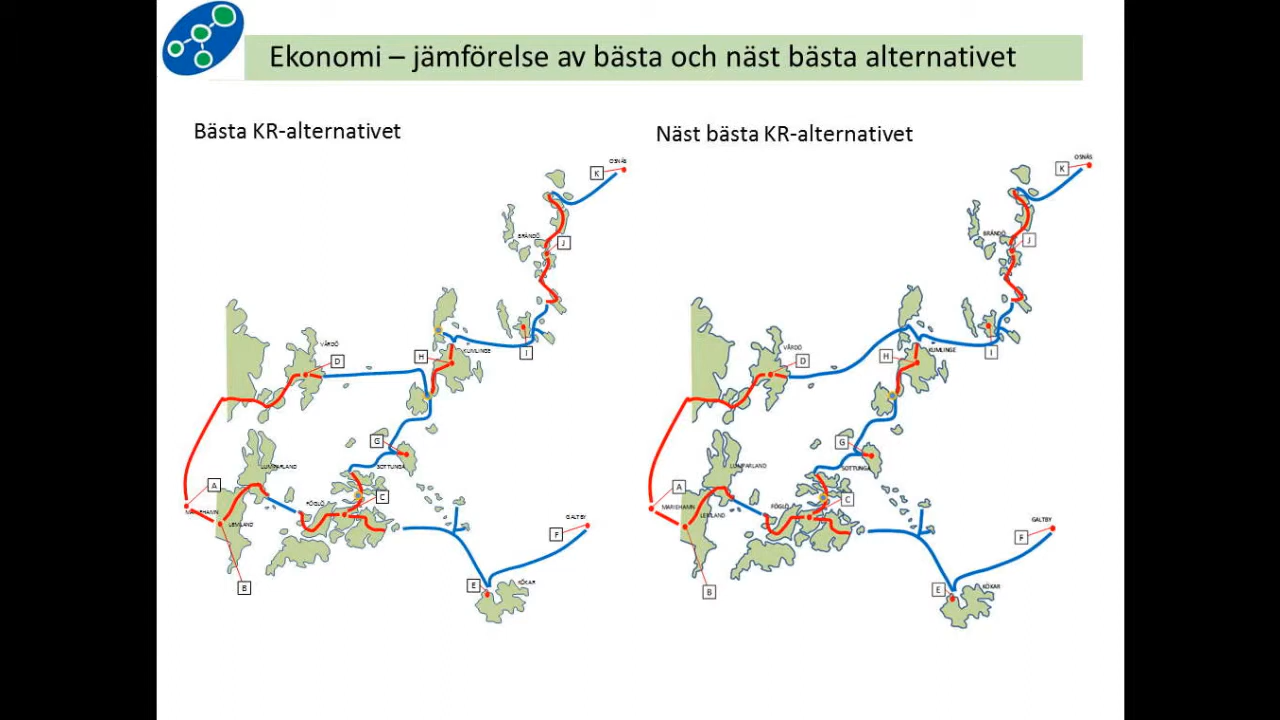 Ekonomi – jämförelse av bästa och näst bästa alternativet
Bästa KR-alternativet
OSNÄS
K
BRÄNDÖ
J
VÅRDÖ
D
H
KUMLINGE
I
G
SOTTUNGA
LUMPARLAND
A
MARIEHAMN
C
FÖGLÖ
LEMLAND
GALTBY
F
B
E
KÖKAR
Näst bästa KR-alternativet
OSNÄS
K
BRÄNDÖ
J
VÅRDÖ
D
H
KUMLINGE
I
G
SOTTUNGA
LUMPARLAND
A
MARIEHAMN
C
FÖGLÖ
LEMLAND
GALTBY
F
B
E
KÖKAR